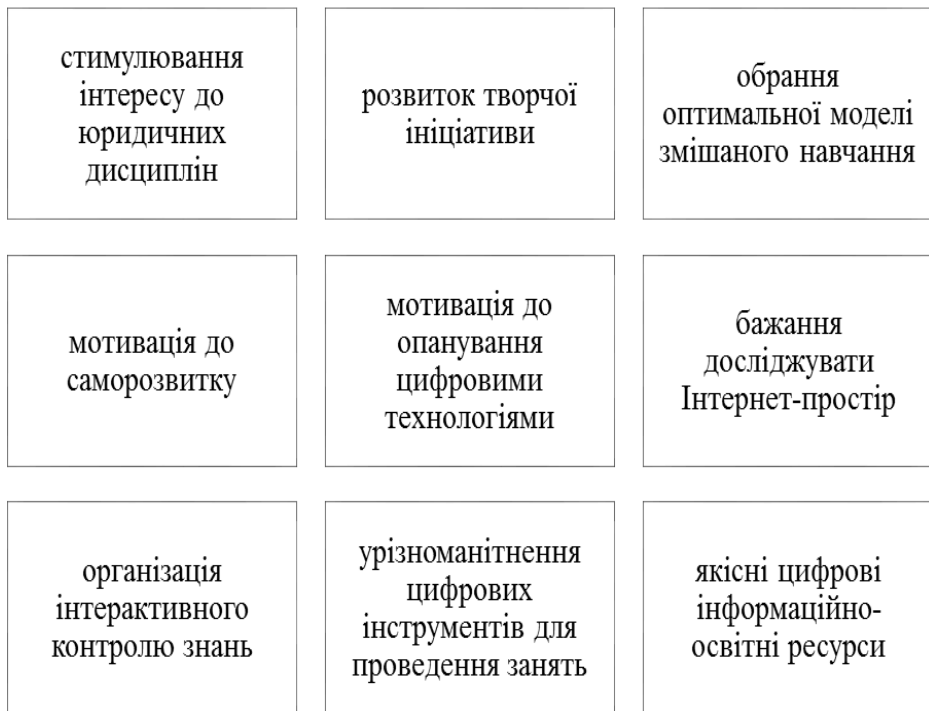 стимулювання
інтересу до
юридичних
дисциплін
розвиток творчої
ініціативи
обрання
оптимальної моделі
змішаного навчання
мотивація до
саморозвитку
мотивація до
опанування
цифровими
технологіями
бажання
досліджувати
Інтернет-простір
організація
інтерактивного
контролю знань
урізноманітнення
цифрових
інструментів для
проведення занять
якісні цифрові
інформаційно-
освітні ресурси